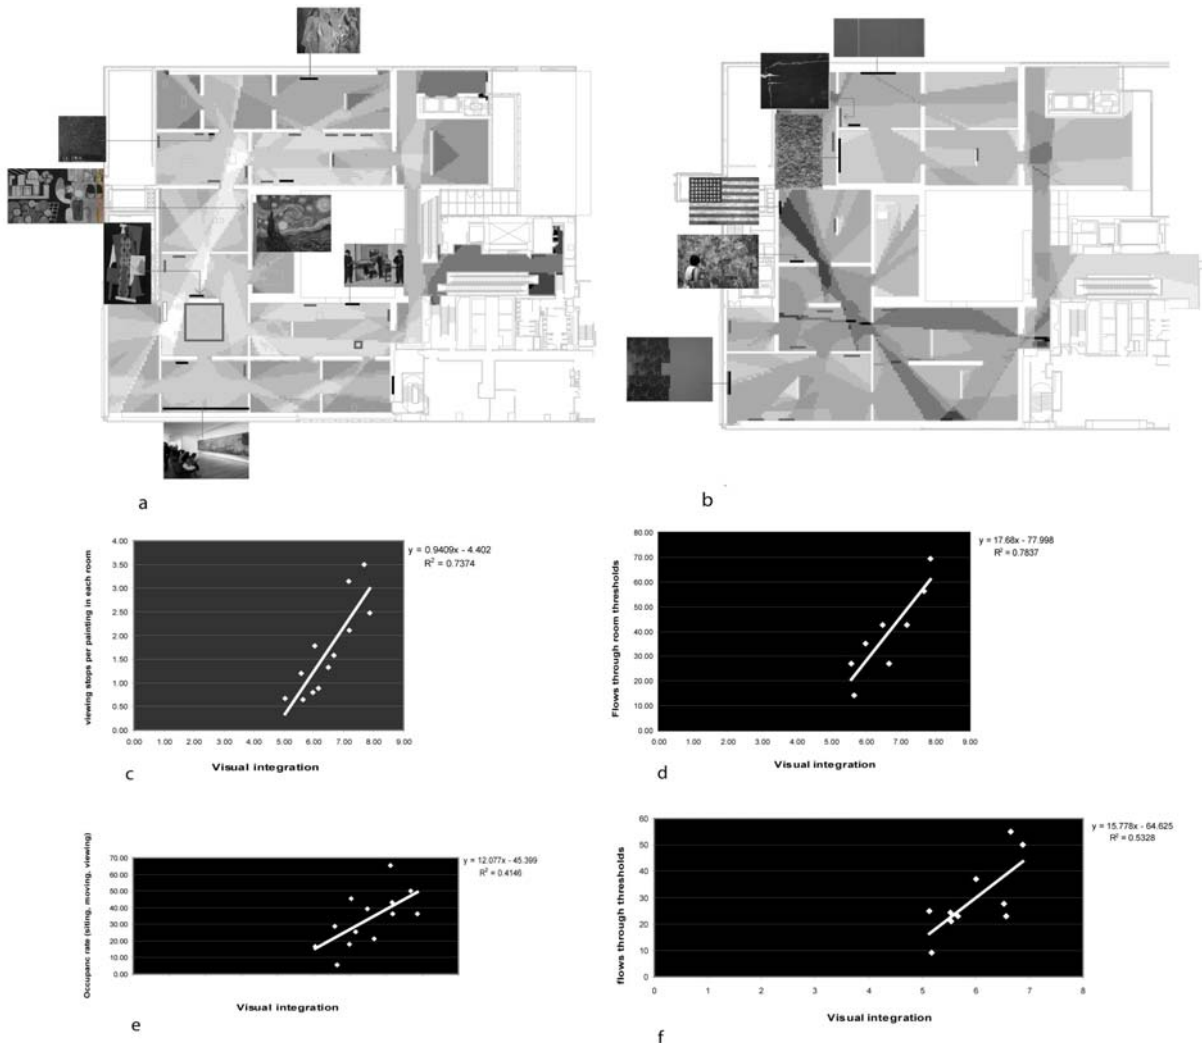 a
b
y = 0.9409x - 4.402
R² = 0.7374
viewing stops per painting in each room
4.00
3.50
3.00
2.50
2.00
1.50
1.00
0.50
0.00
0.00 1.00 2.00 3.00 4.00 5.00 6.00 7.00 8.00 9.00
Visual integration
c
y = 17.68x - 77.998
R² = 0.7837
Flows through room thresholds
80.00
70.00
60.00
50.00
40.00
30.00
20.00
10.00
0.00
0.00 1.00 2.00 3.00 4.00 5.00 6.00 7.00 8.00 9.00
Visual integration
d
y = 12.077x - 45.399
R² = 0.4146
Occupanc rate (sitting, moving, viewing)
70.00
60.00
50.00
40.00
30.00
20.00
10.00
0.00
Visual integration
e
y = 15.778x - 64.625
R² = 0.5328
flows through thresholds
60
50
40
30
20
10
0
0 1 2 3 4 5 6 7 8
Visual integration
f